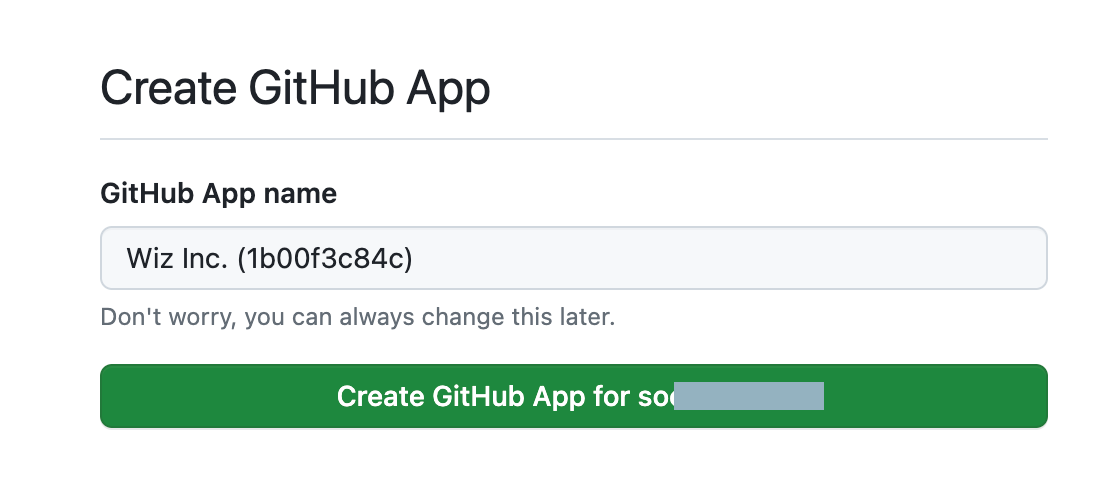 Create GitHub App
GitHub App name
Wiz Inc. (1b00f3c84c)
Don't worry, you can always change this later.
Create GitHub App for